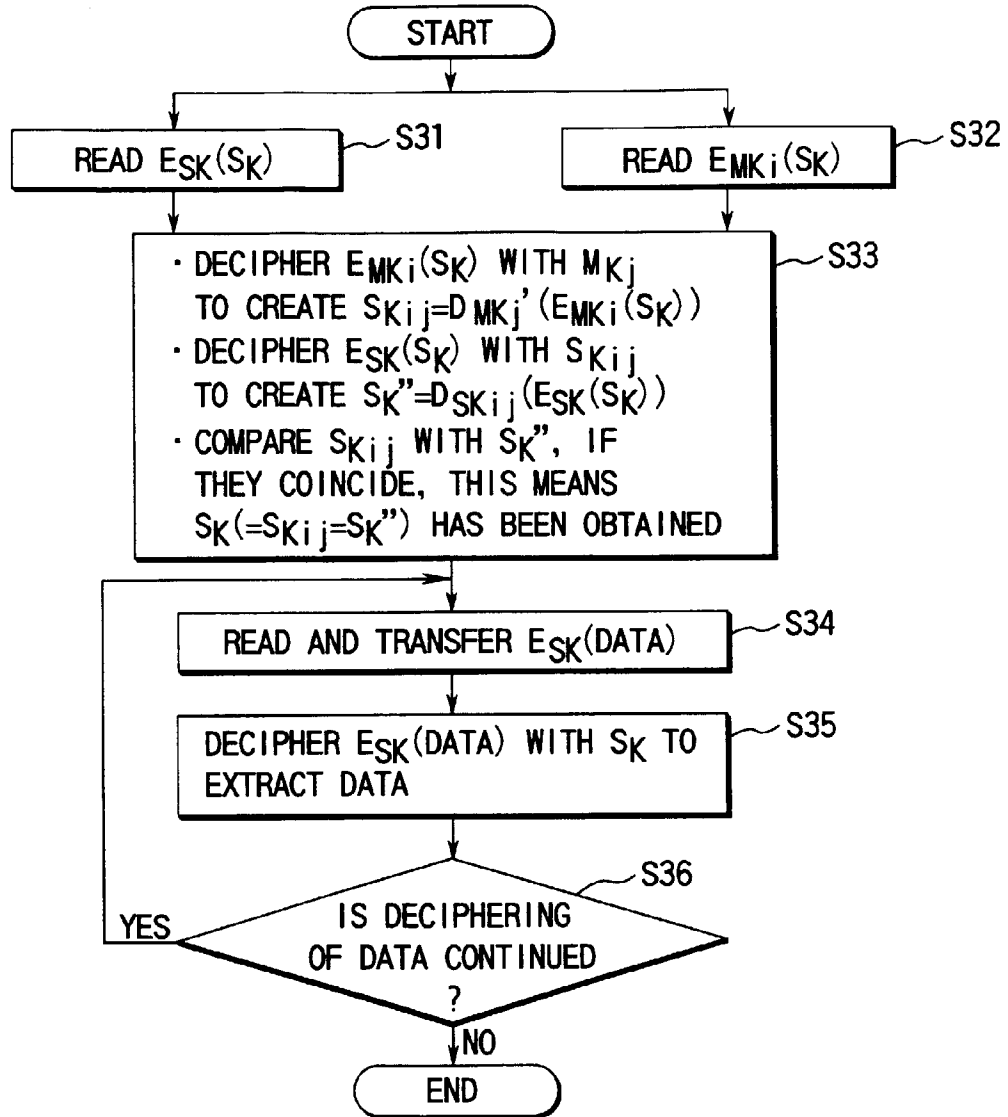 START
READ E_SK(S_K)
S31
READ E_MKi(S_K)
S32
· DECIPHER E_MKi(S_K) WITH M_Kj
TO CREATE S_Kij=D_MKj'(E_MKi(S_K))
· DECIPHER E_SK(S_K) WITH S_Kij
TO CREATE S_K"=D_SKij(E_SK(S_K))
· COMPARE S_Kij WITH S_K", IF
THEY COINCIDE, THIS MEANS
S_K(=S_Kij=S_K") HAS BEEN OBTAINED
S33
READ AND TRANSFER E_SK(DATA)
S34
DECIPHER E_SK(DATA) WITH S_K TO
EXTRACT DATA
S35
IS DECIPHERING
OF DATA CONTINUED
?
S36
YES
NO
END